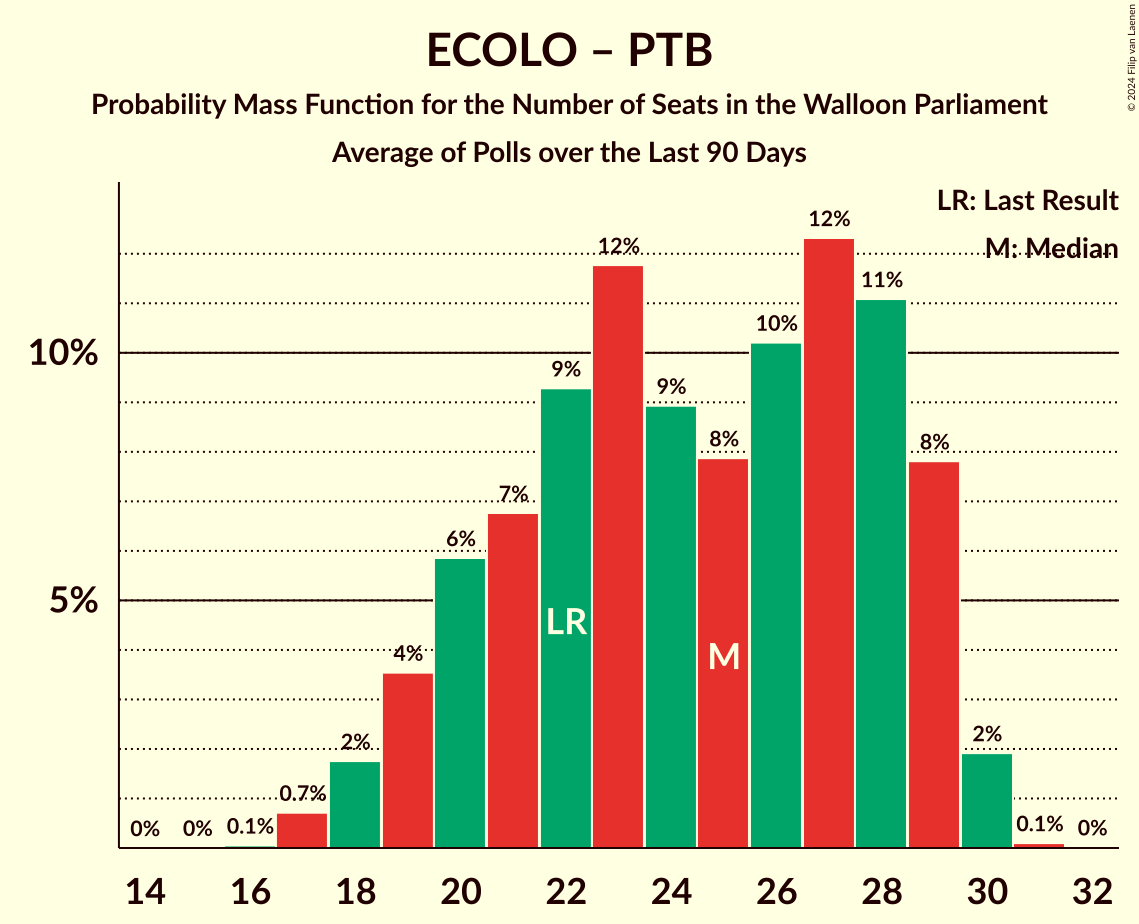 ECOLO – PTB
Probability Mass Function for the Number of Seats in the Walloon Parliament
Average of Polls over the Last 90 Days
© 2024 Filip van Laenen
LR: Last Result
M: Median
10%
5%
0%
0%
0.1%
0.7%
2%
4%
6%
7%
9%
12%
9%
8%
10%
12%
11%
8%
2%
0.1%
0%
LR
M
14 16 18 20 22 24 26 28 30 32